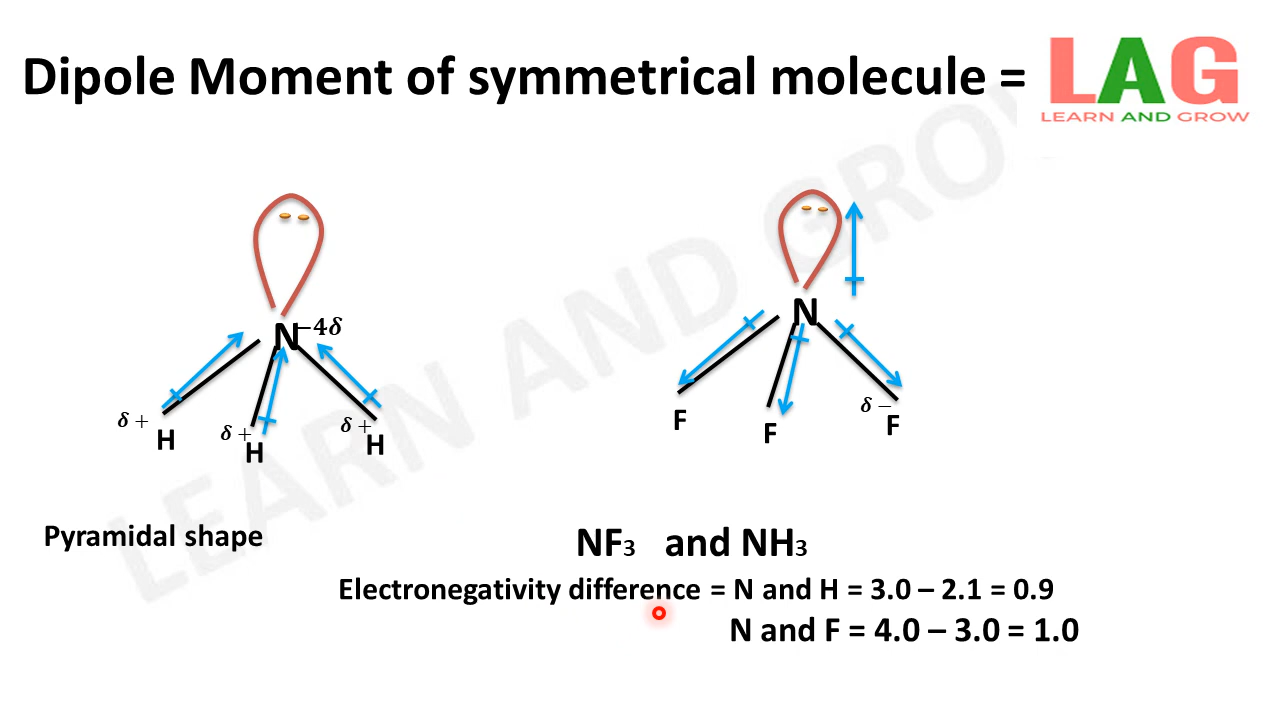 Dipole Moment of symmetrical molecule =
LAG
LEARN AND GROW
LEARN AND GROW
N −4δ
N
δ + H
δ + H
δ + H
F
F
δ − F
Pyramidal shape
NF₃ and NH₃
Electronegativity difference = N and H = 3.0 – 2.1 = 0.9
N and F = 4.0 – 3.0 = 1.0